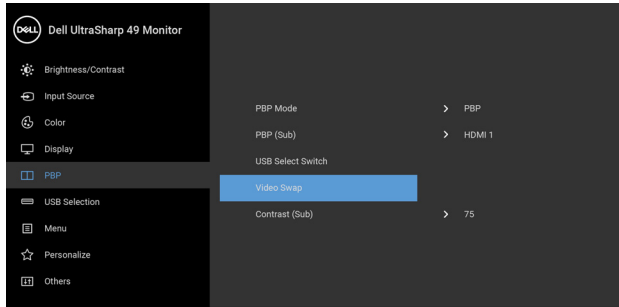 DELL Dell UltraSharp 49 Monitor
Brightness/Contrast
Input Source
Color
Display
PBP
USB Selection
Menu
Personalize
Others
PBP Mode > PBP
PBP (Sub) > HDMI 1
USB Select Switch
Video Swap
Contrast (Sub) > 75